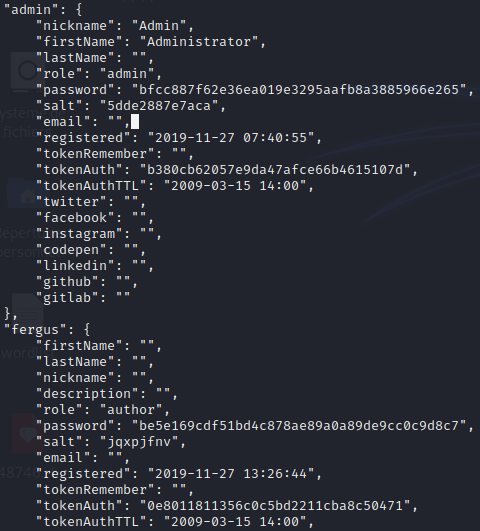 "admin": {
"nickname": "Admin",
"firstName": "Administrator",
"lastName": "",
"role": "admin",
"password": "bfcc887f62e36ea019e3295aafb8a3885966e265",
"salt": "5dde2887e7aca",
"email": "",
"registered": "2019-11-27 07:40:55",
"tokenRemember": "",
"tokenAuth": "b380cb62057e9da47afce66b4615107d",
"tokenAuthTTL": "2009-03-15 14:00",
"twitter": "",
"facebook": "",
"instagram": "",
"codepen": "",
"linkedin": "",
"github": "",
"gitlab": ""
},
"fergus": {
"firstName": "",
"lastName": "",
"nickname": "",
"description": "",
"role": "author",
"password": "be5e169cdf51bd4c878ae89a0a89de9cc0c9d8c7",
"salt": "jqxpjfnv",
"email": "",
"registered": "2019-11-27 13:26:44",
"tokenRemember": "",
"tokenAuth": "0e8011811356c0c5bd2211cba8c50471",
"tokenAuthTTL": "2009-03-15 14:00",